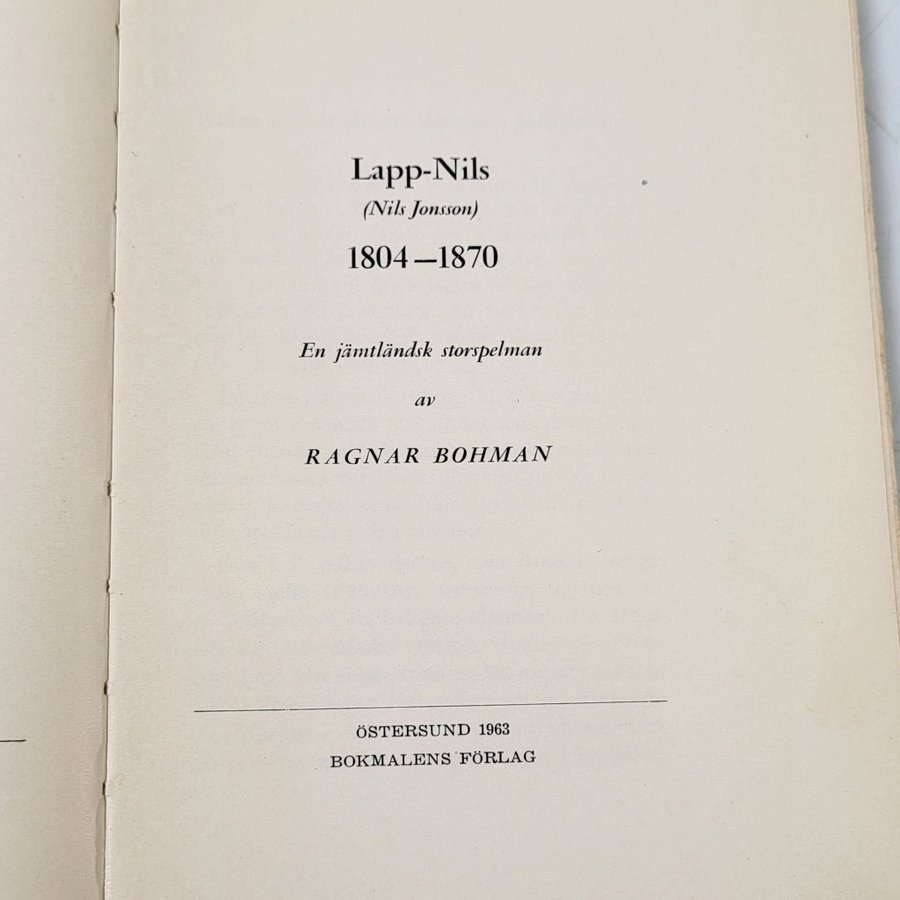 Lapp-Nils
(Nils Jonsson)
1804—1870
En jämtländsk storspelman
av
RAGNAR BOHMAN
ÖSTERSUND 1963
BOKMALENS FÖRLAG